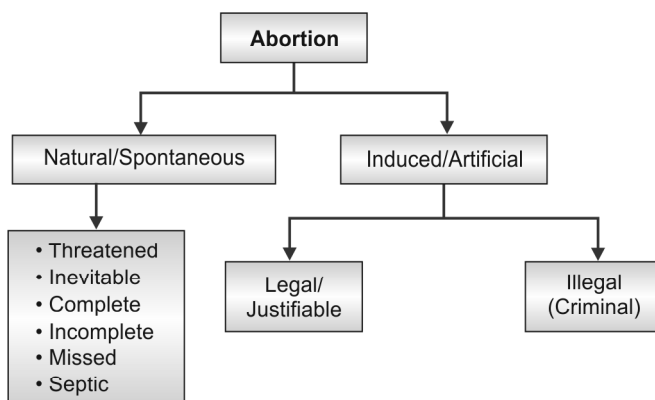 Abortion
Natural/Spontaneous
Induced/Artificial
• Threatened
• Inevitable
• Complete
• Incomplete
• Missed
• Septic
Legal/
Justifiable
Illegal
(Criminal)